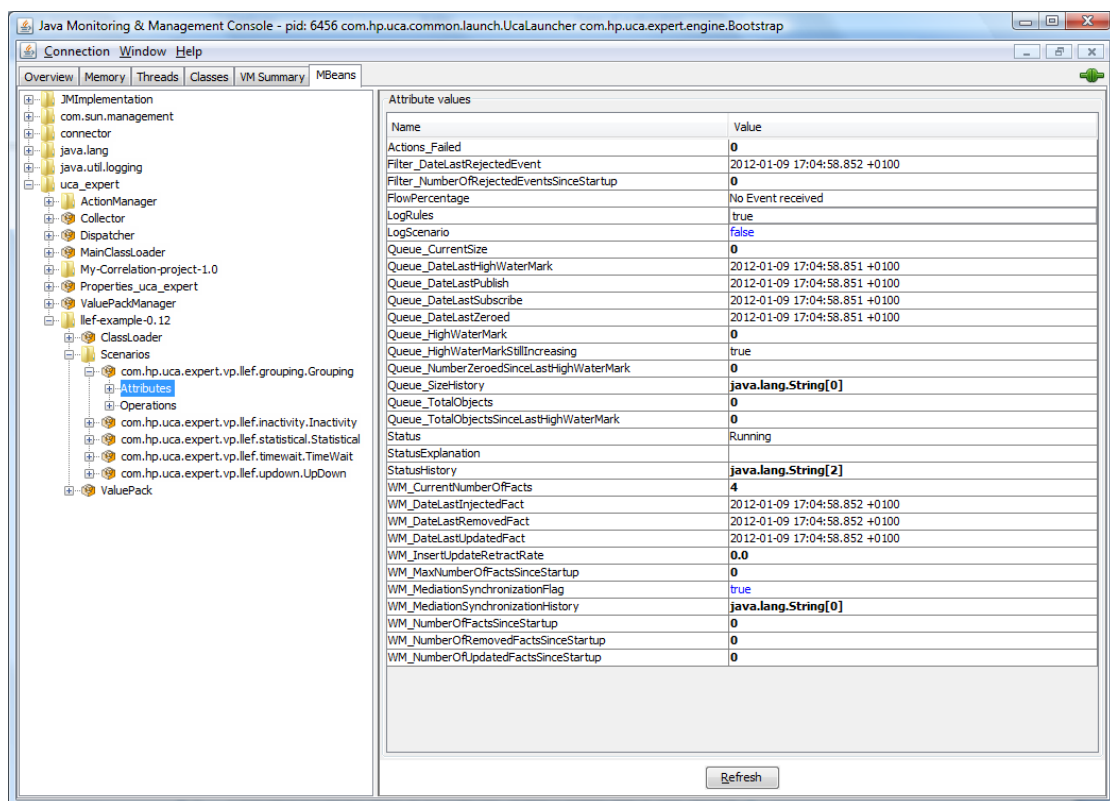 Java Monitoring & Management Console - pid: 6456 com.hp.uca.common.launch.UcaLauncher com.hp.uca.expert.engine.Bootstrap
Connection Window Help
Overview Memory Threads Classes VM Summary MBeans
JMImplementation
com.sun.management
connector
java.lang
java.util.logging
uca_expert
ActionManager
Collector
Dispatcher
MainClassLoader
My-Correlation-project-1.0
Properties_uca_expert
ValuePackManager
llef-example-0.12
ClassLoader
Scenarios
com.hp.uca.expert.vp.llef.grouping.Grouping
Attributes
Operations
com.hp.uca.expert.vp.llef.inactivity.Inactivity
com.hp.uca.expert.vp.llef.statistical.Statistical
com.hp.uca.expert.vp.llef.timewait.TimeWait
com.hp.uca.expert.vp.llef.updown.UpDown
ValuePack
Attribute values
Name Value
Actions_Failed 0
Filter_DateLastRejectedEvent 2012-01-09 17:04:58.852 +0100
Filter_NumberOfRejectedEventsSinceStartup 0
FlowPercentage No Event received
LogRules true
LogScenario false
Queue_CurrentSize 0
Queue_DateLastHighWaterMark 2012-01-09 17:04:58.851 +0100
Queue_DateLastPublish 2012-01-09 17:04:58.851 +0100
Queue_DateLastSubscribe 2012-01-09 17:04:58.851 +0100
Queue_DateLastZeroed 2012-01-09 17:04:58.851 +0100
Queue_HighWaterMark 0
Queue_HighWaterMarkStillIncreasing true
Queue_NumberZeroedSinceLastHighWaterMark 0
Queue_SizeHistory java.lang.String[0]
Queue_TotalObjects 0
Queue_TotalObjectsSinceLastHighWaterMark 0
Status Running
StatusExplanation
StatusHistory java.lang.String[2]
WM_CurrentNumberOfFacts 4
WM_DateLastInjectedFact 2012-01-09 17:04:58.852 +0100
WM_DateLastRemovedFact 2012-01-09 17:04:58.852 +0100
WM_DateLastUpdatedFact 2012-01-09 17:04:58.852 +0100
WM_InsertUpdateRetractRate 0.0
WM_MaxNumberOfFactsSinceStartup 0
WM_MediationSynchronizationFlag true
WM_MediationSynchronizationHistory java.lang.String[0]
WM_NumberOfFactsSinceStartup 0
WM_NumberOfRemovedFactsSinceStartup 0
WM_NumberOfUpdatedFactsSinceStartup 0
Refresh